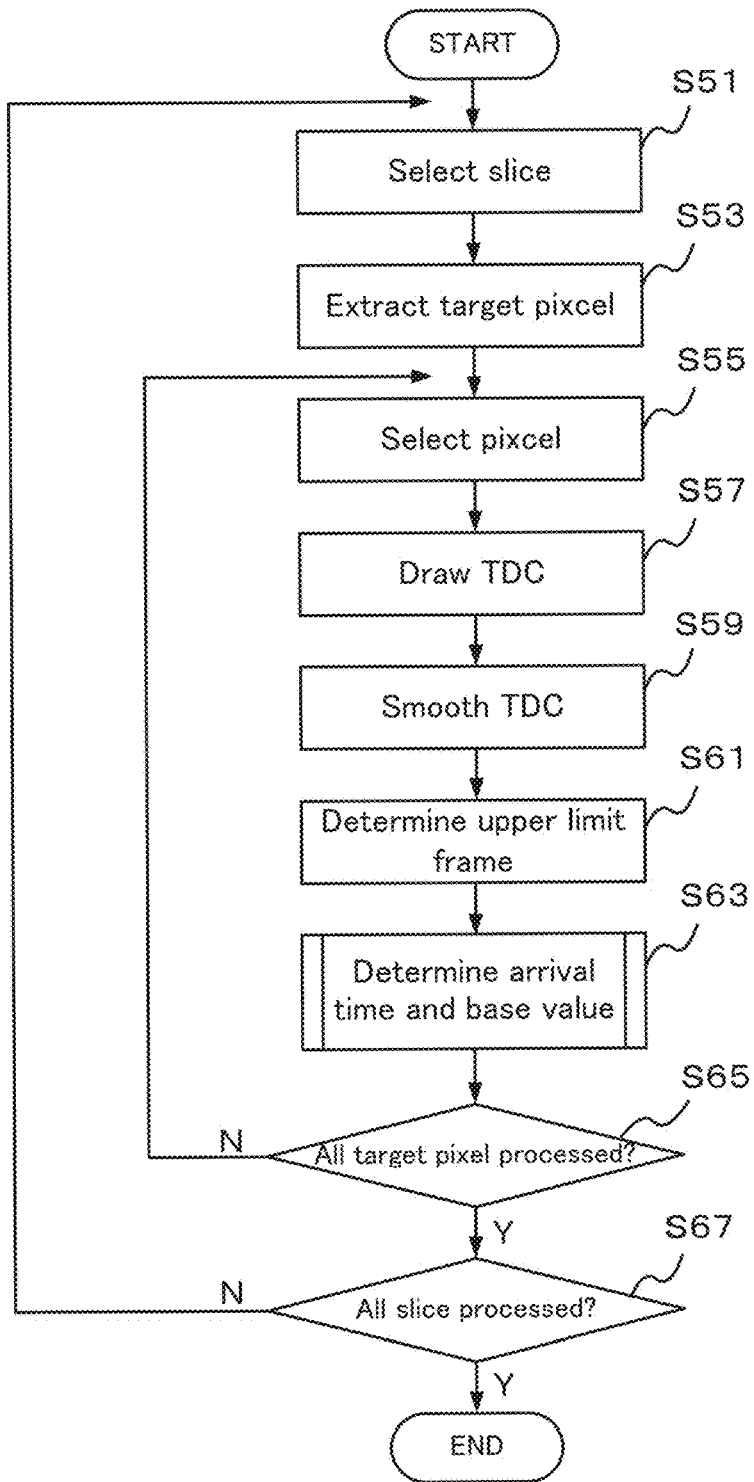 START
S51
Select slice
S53
Extract target pixcel
S55
Select pixcel
S57
Draw TDC
S59
Smooth TDC
S61
Determine upper limit
frame
S63
Determine arrival
time and base value
S65
N
All target pixel processed?
Y
S67
N
All slice processed?
Y
END